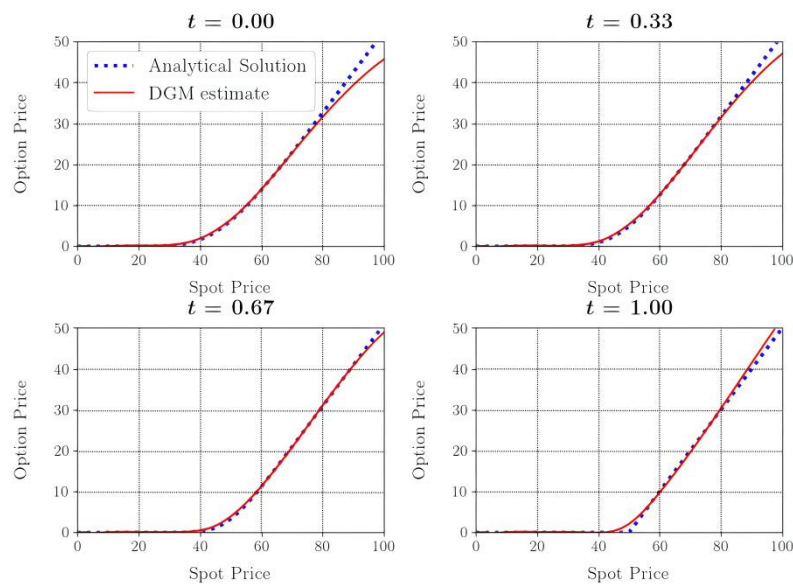 t = 0.00
50
40
30
20
10
0
Option Price
Analytical Solution
DGM estimate
0 20 40 60 80 100
Spot Price
t = 0.33
50
40
30
20
10
0
Option Price
0 20 40 60 80 100
Spot Price
t = 0.67
50
40
30
20
10
0
Option Price
0 20 40 60 80 100
Spot Price
t = 1.00
50
40
30
20
10
0
Option Price
0 20 40 60 80 100
Spot Price